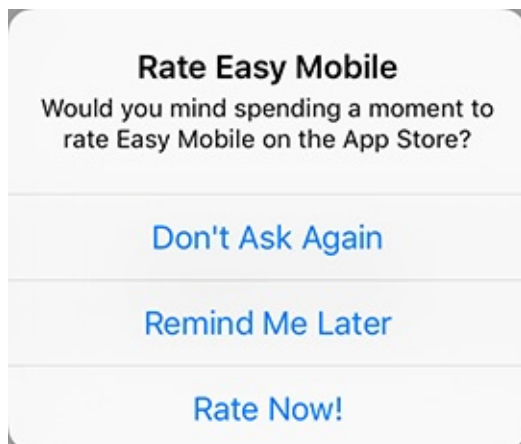 Rate Easy Mobile
Would you mind spending a moment to
rate Easy Mobile on the App Store?
Don't Ask Again
Remind Me Later
Rate Now!